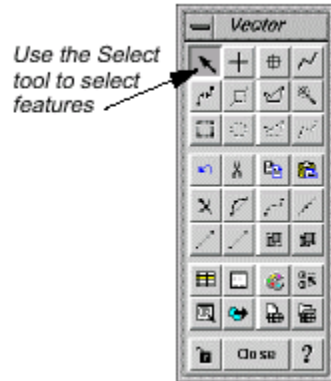 Vector
Use the Select
tool to select
features
Close
?